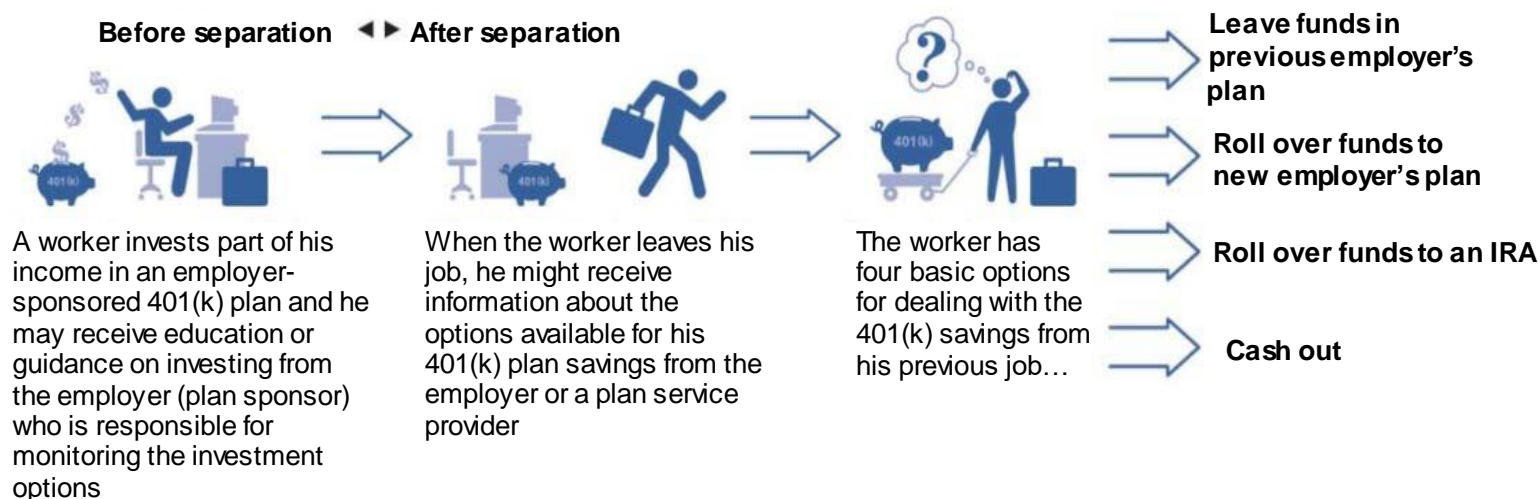 Before separation ◄ ► After separation
$
$
$
401(k)
401(k)
?
401(k)
A worker invests part of his
income in an employer-
sponsored 401(k) plan and he
may receive education or
guidance on investing from
the employer (plan sponsor)
who is responsible for
monitoring the investment
options
When the worker leaves his
job, he might receive
information about the
options available for his
401(k) plan savings from the
employer or a plan service
provider
The worker has
four basic options
for dealing with the
401(k) savings from
his previous job…
Leave funds in
previous employer’s
plan
Roll over funds to
new employer’s plan
Roll over funds to an IRA
Cash out